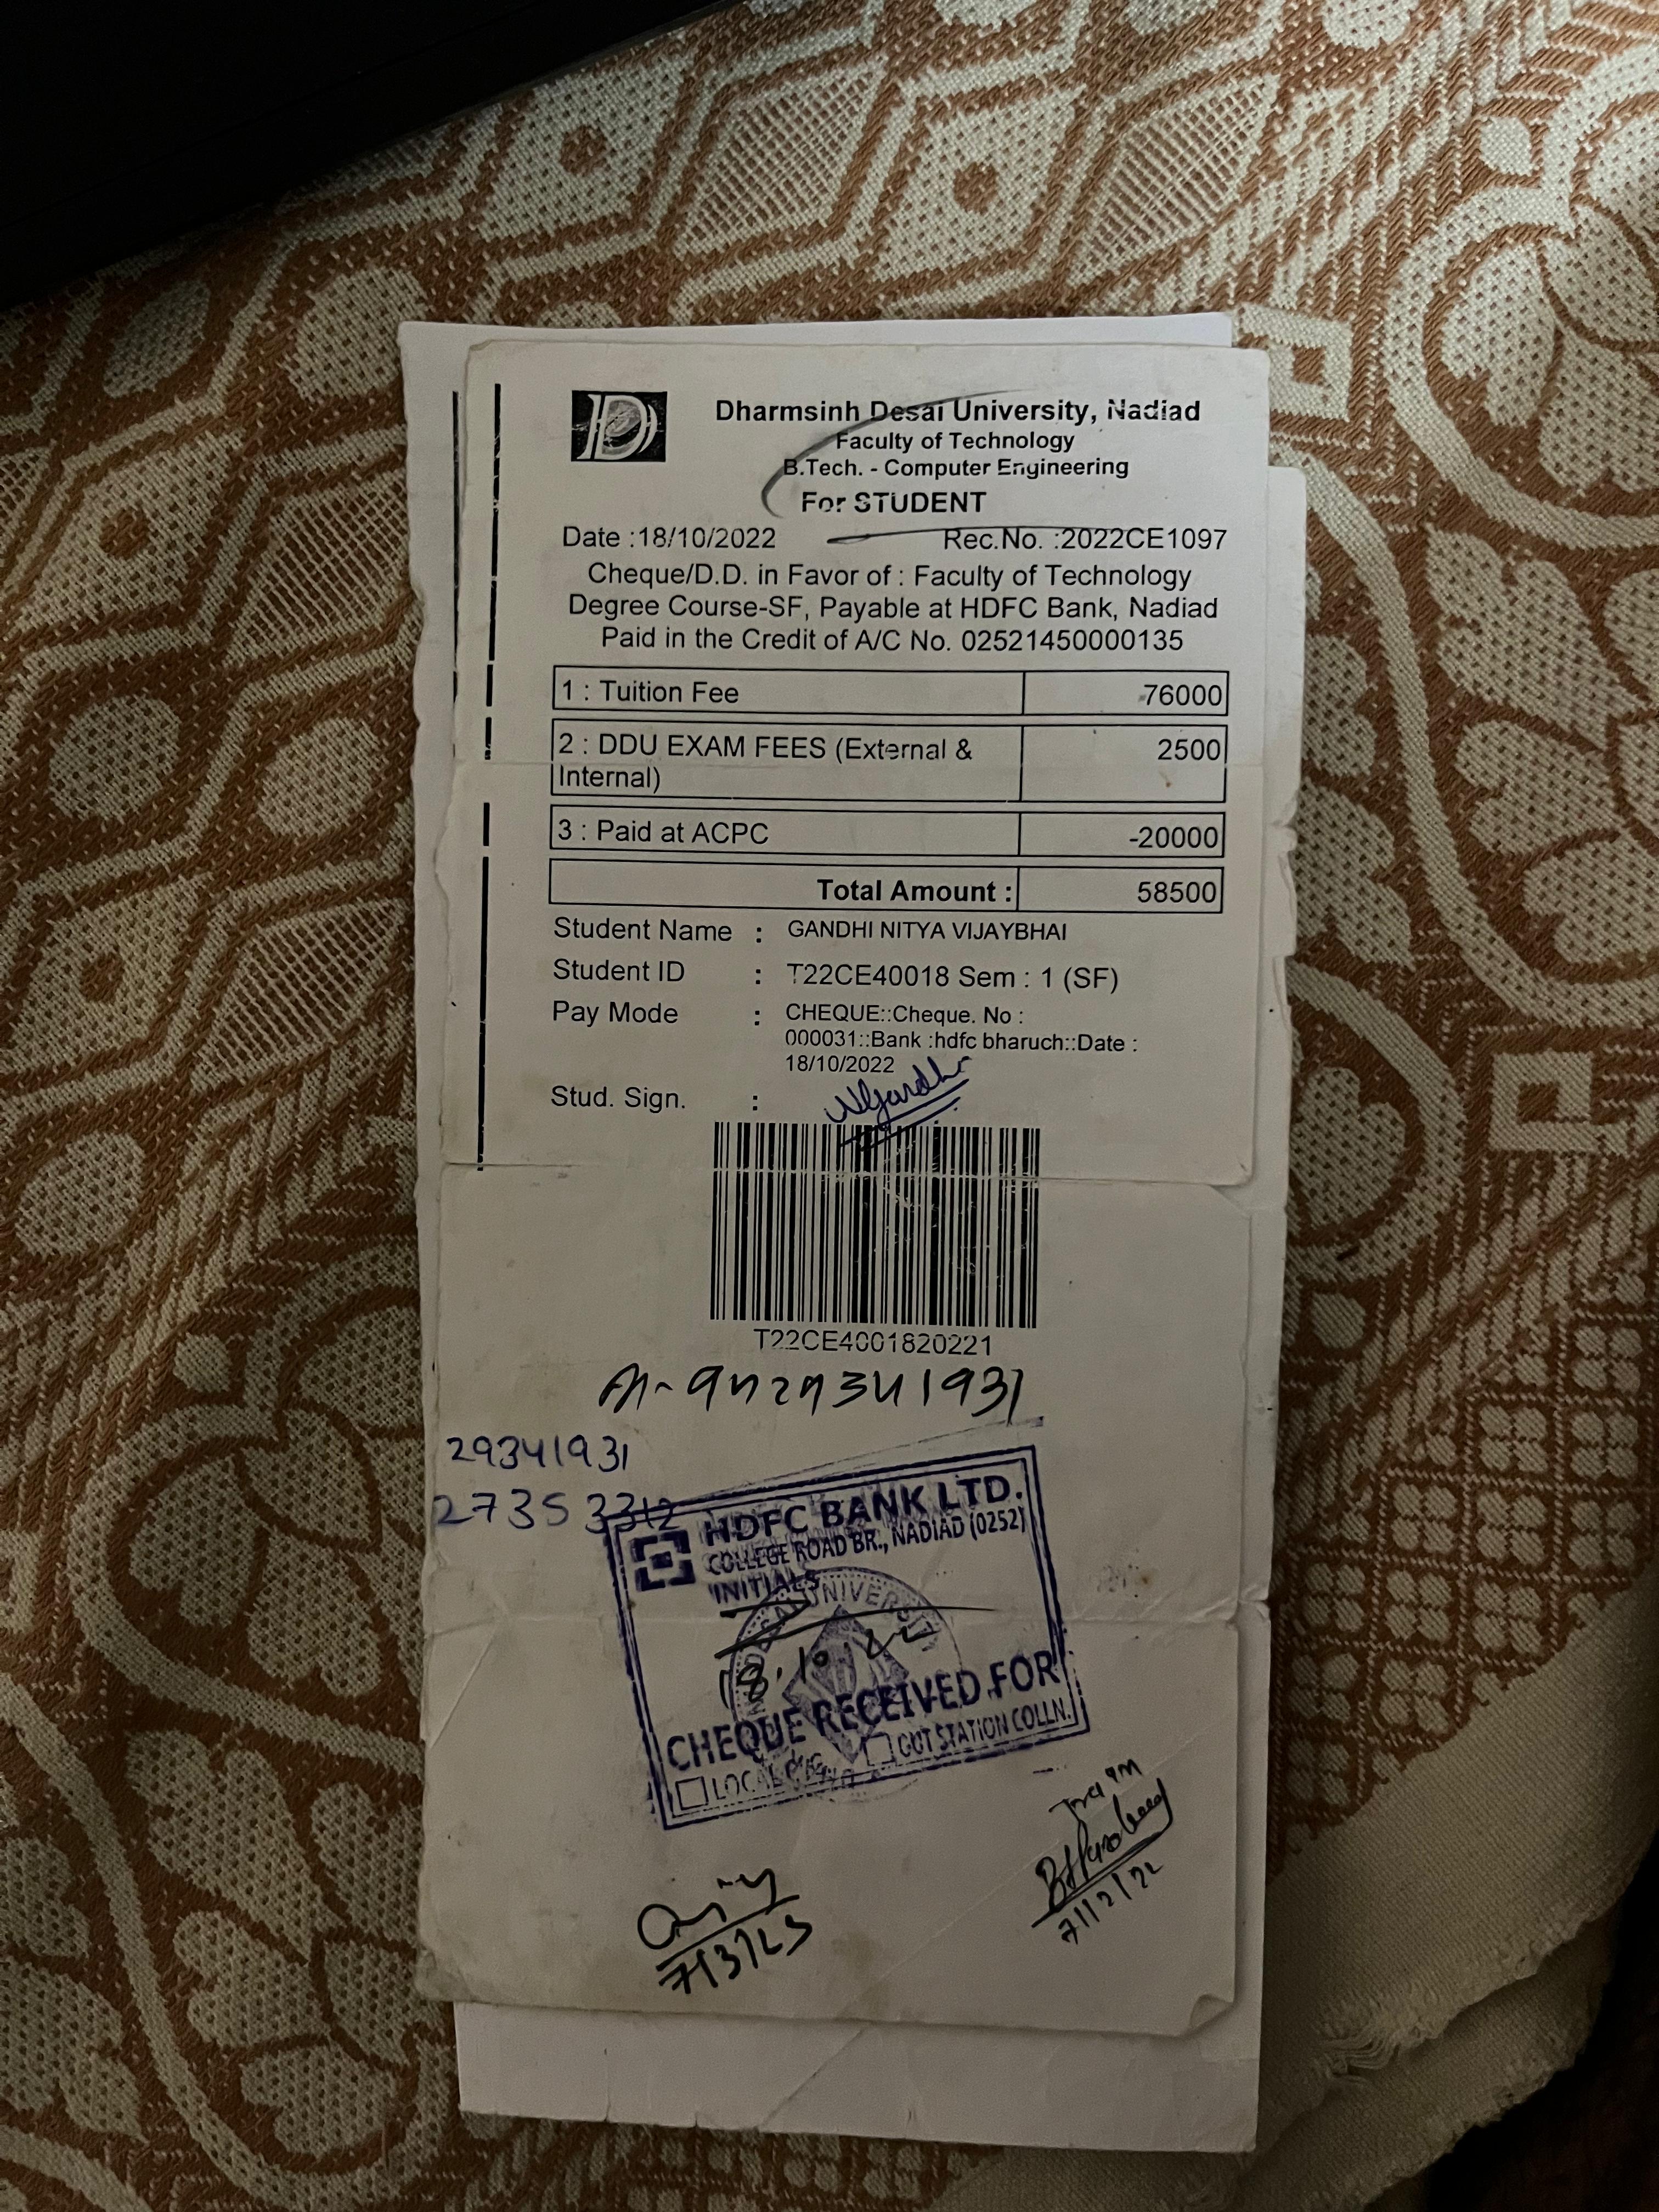 D
Dharmsinh Desai University, Nadiad
Faculty of Technology
B.Tech. - Computer Engineering
For STUDENT
Date :18/10/2022 Rec.No. :2022CE1097
Cheque/D.D. in Favor of : Faculty of Technology
Degree Course-SF, Payable at HDFC Bank, Nadiad
Paid in the Credit of A/C No. 02521450000135
1 : Tuition Fee 76000
2 : DDU EXAM FEES (External & 2500
Internal)
3 : Paid at ACPC -20000
Total Amount : 58500
Student Name : GANDHI NITYA VIJAYBHAI
Student ID : T22CE40018 Sem : 1 (SF)
Pay Mode : CHEQUE::Cheque. No :
000031::Bank :hdfc bharuch::Date :
18/10/2022
Stud. Sign. : NGandhi
T22CE4001820221
29341931
27353312
HDFC BANK LTD.
COLLEGE ROAD BR., NADIAD (0252)
INITIALS
UNIVERSI
18.10.22
CHEQUE RECEIVED FOR
LOCAL OUT STATION COLLN.
7/12/22
7/3/23